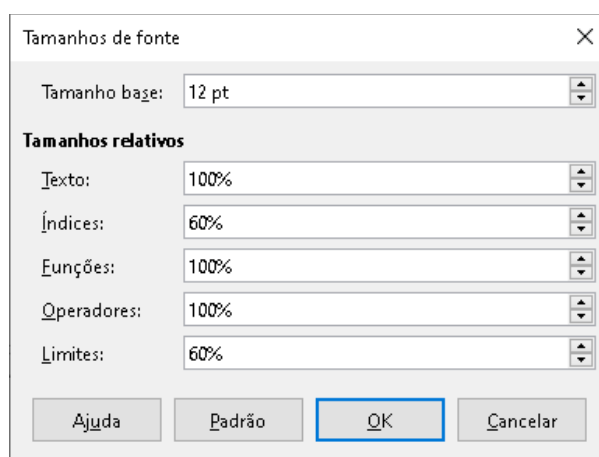 Tamanhos de fonte
Tamanho base: 12 pt
Tamanhos relativos
Texto: 100%
Índices: 60%
Funções: 100%
Operadores: 100%
Limites: 60%
Ajuda Padrão OK Cancelar